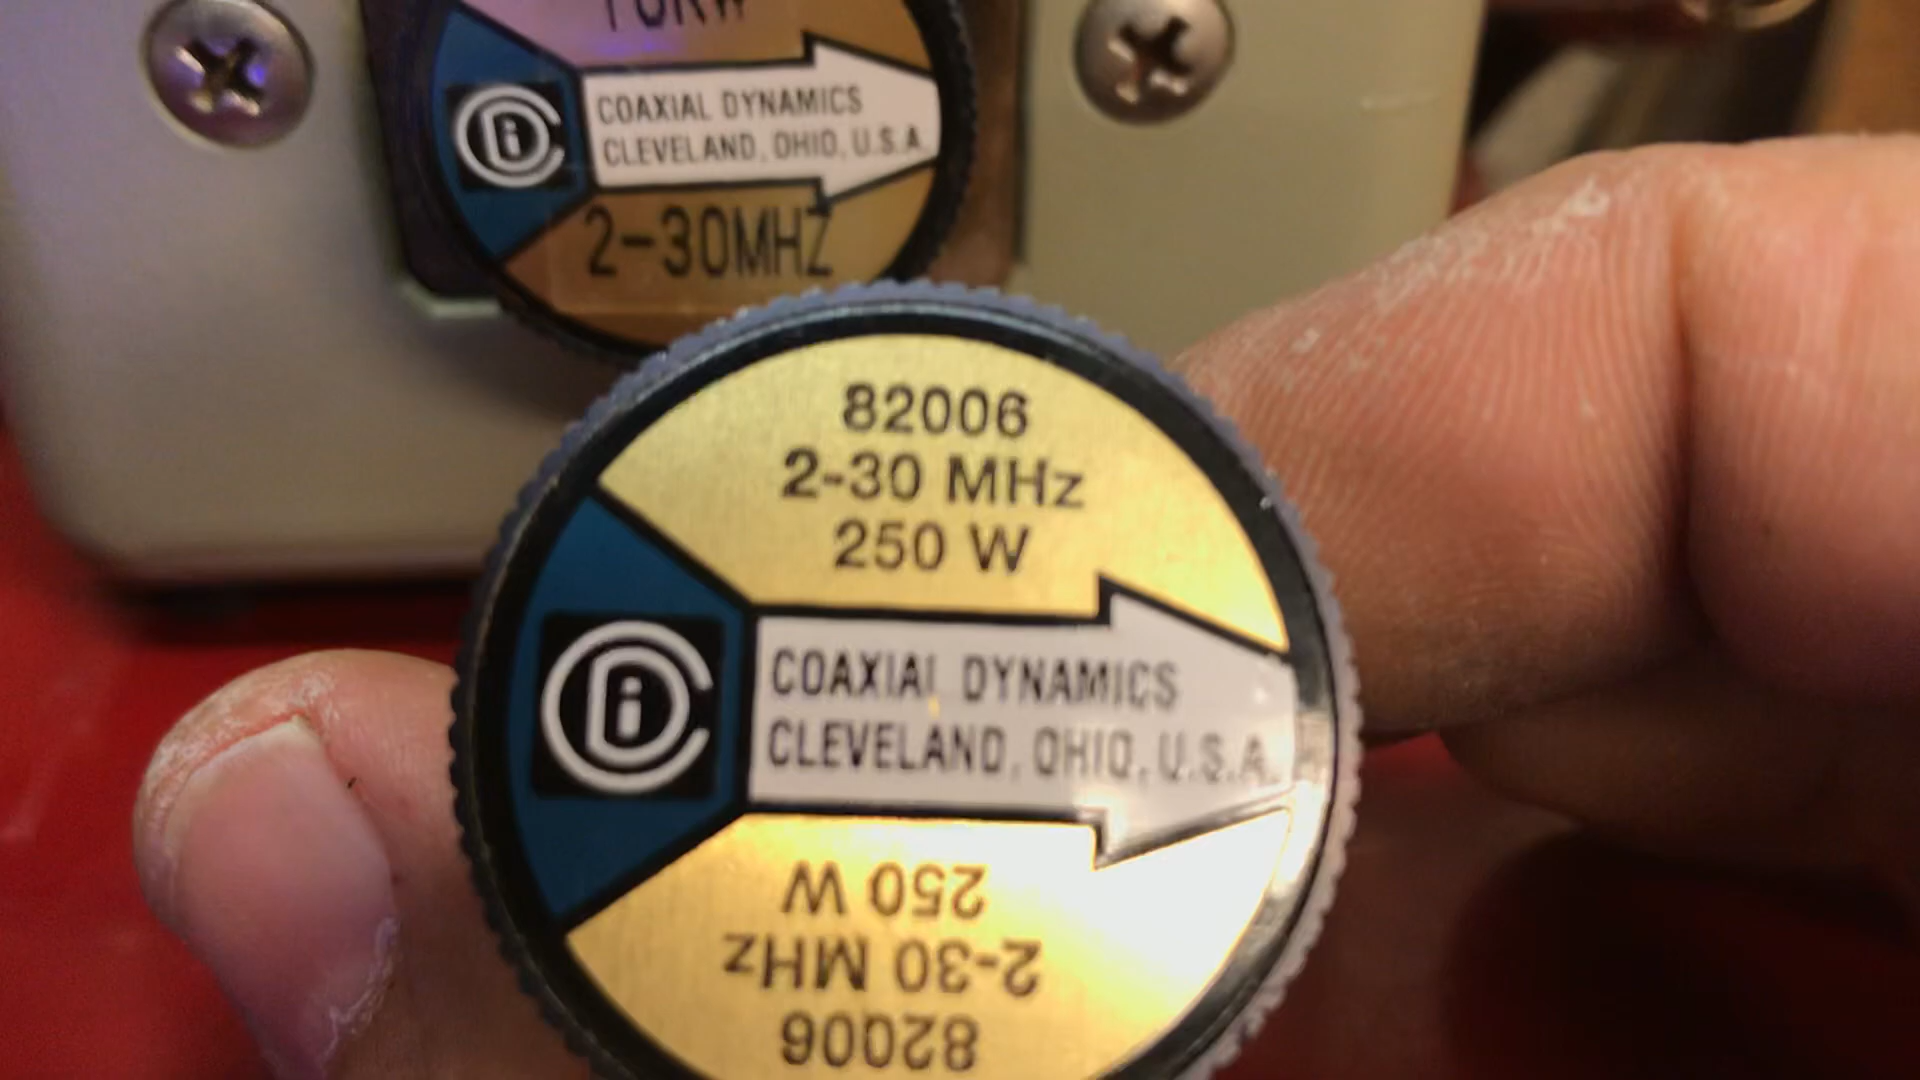 10KW
COAXIAL DYNAMICS
CLEVELAND, OHIO, U.S.A.
2-30MHZ
82006
2-30 MHz
250 W
COAXIAL DYNAMICS
CLEVELAND, OHIO, U.S.A.
250 W
2-30 MHz
82006